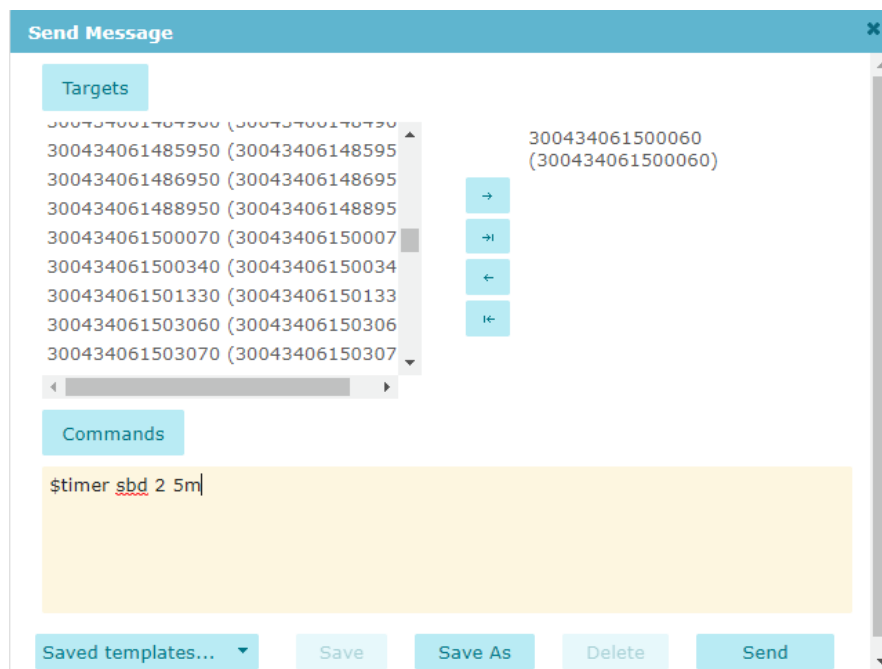 Send Message
Targets
300434061485950 (30043406148595
300434061486950 (30043406148695
300434061488950 (30043406148895
300434061500070 (30043406150007
300434061500340 (30043406150034
300434061501330 (30043406150133
300434061503060 (30043406150306
300434061503070 (30043406150307
300434061500060
(300434061500060)
Commands
$timer sbd 2 5m
Saved templates... Save Save As Delete Send